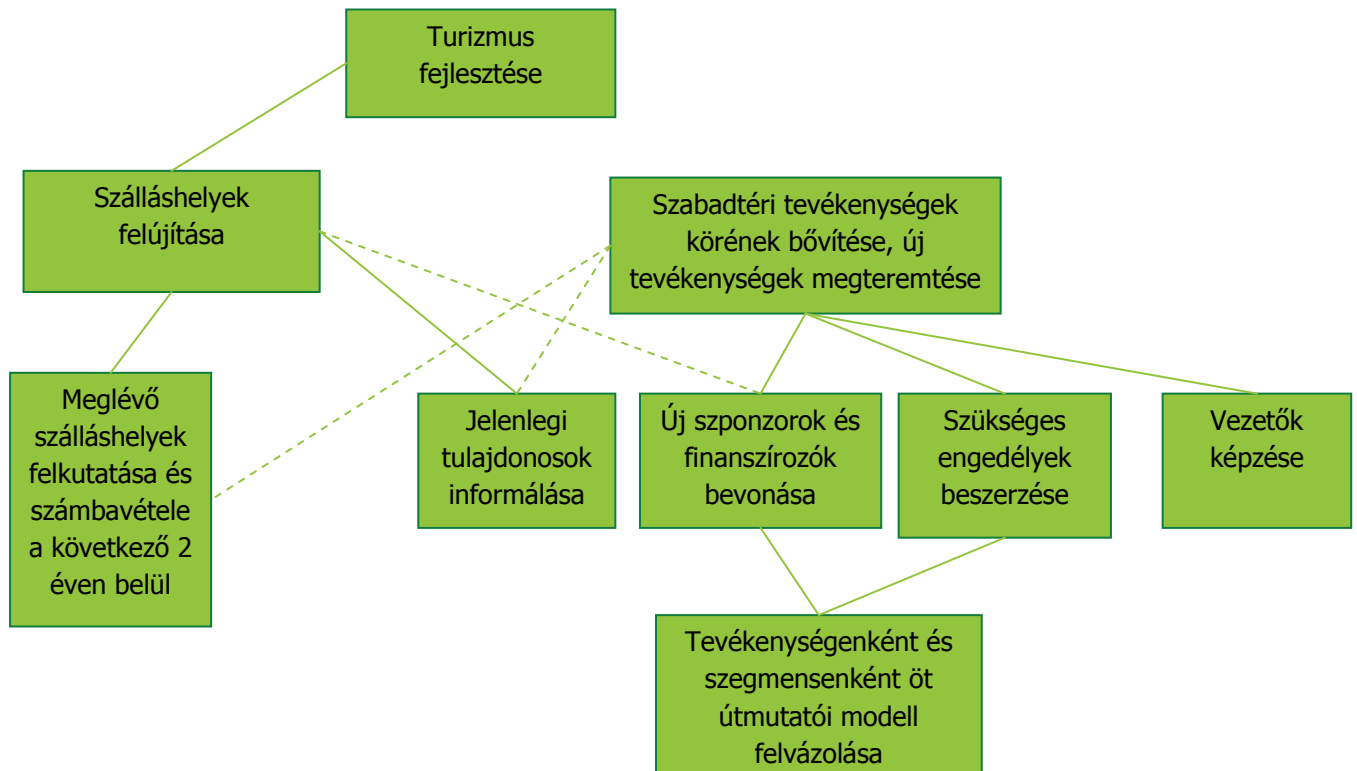 Turizmus
fejlesztése
Szálláshelyek
felújítása
Szabadtéri tevékenységek
körének bővítése, új
tevékenységek megteremtése
Meglévő
szálláshelyek
felkutatása és
számbavétele
a következő 2
éven belül
Jelenlegi
tulajdonosok
informálása
Új szponzorok és
finanszírozók
bevonása
Szükséges
engedélyek
beszerzése
Vezetők
képzése
Tevékenységenként és
szegmensenként öt
útmutatói modell
felvázolása